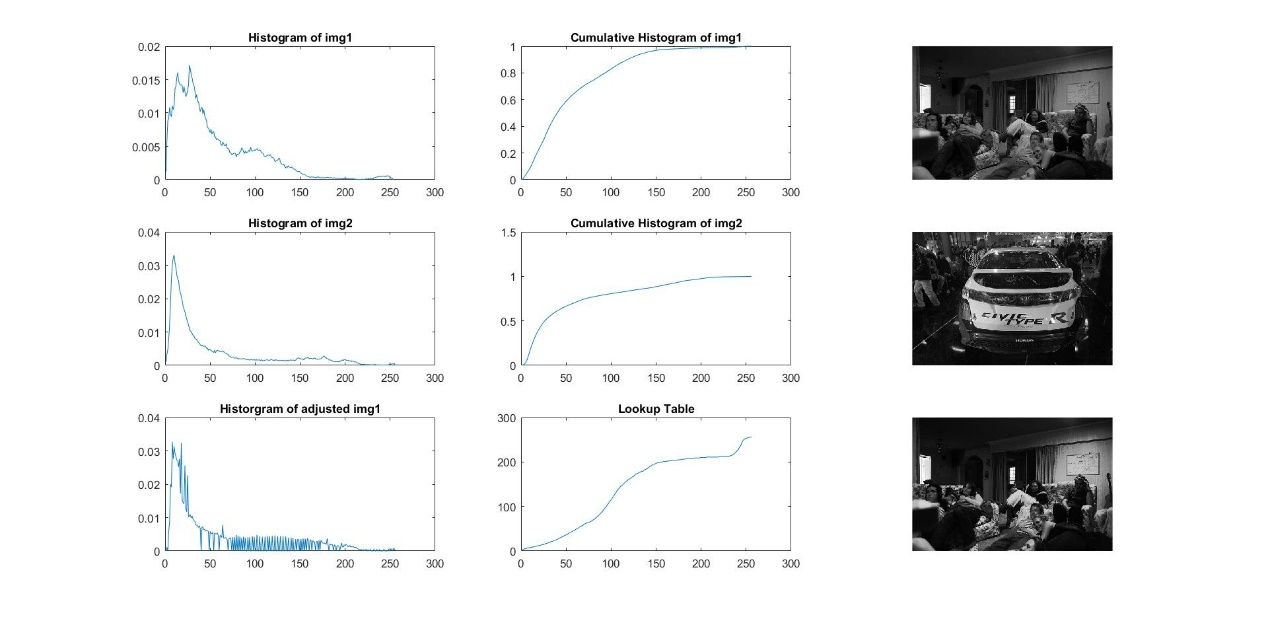 Histogram of img1
0.02
0.015
0.01
0.005
0
0 50 100 150 200 250 300
Cumulative Histogram of img1
1
0.8
0.6
0.4
0.2
0
0 50 100 150 200 250 300
Histogram of img2
0.04
0.03
0.02
0.01
0
0 50 100 150 200 250 300
Cumulative Histogram of img2
1.5
1
0.5
0
0 50 100 150 200 250 300
CIVIC
TYPE R
HONDA
Historgram of adjusted img1
0.04
0.03
0.02
0.01
0
0 50 100 150 200 250 300
Lookup Table
300
200
100
0
0 50 100 150 200 250 300